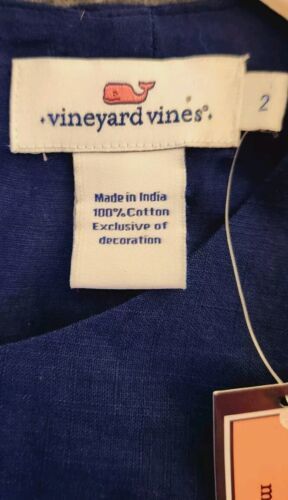 vineyard vines®
2
Made in India
100% Cotton
Exclusive of
decoration